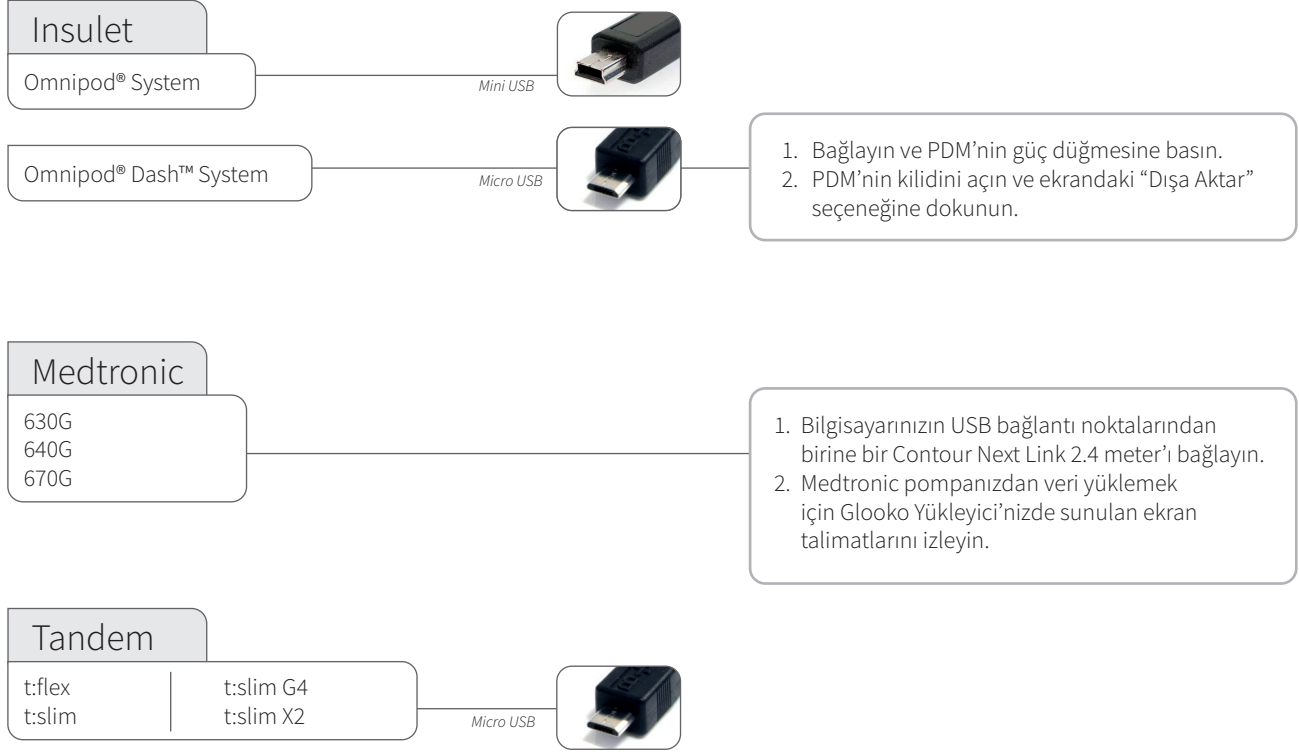 Insulet
Omnipod® System
Mini USB
Omnipod® Dash™ System
Micro USB
1. Bağlayın ve PDM’nin güç düğmesine basın.
2. PDM’nin kilidini açın ve ekrandaki “Dışa Aktar”
seçeneğine dokunun.
Medtronic
630G
640G
670G
1. Bilgisayarınızın USB bağlantı noktalarından
birine bir Contour Next Link 2.4 meter’ı bağlayın.
2. Medtronic pompanızdan veri yüklemek
için Glooko Yükleyici’nizde sunulan ekran
talimatlarını izleyin.
Tandem
t:flex
t:slim
t:slim G4
t:slim X2
Micro USB